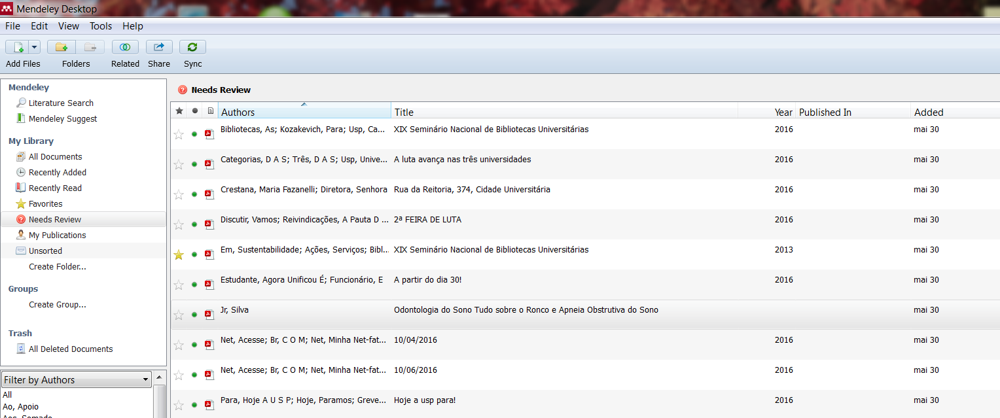 Mendeley Desktop
File Edit View Tools Help
Add Files Folders Related Share Sync
Mendeley
Literature Search
Mendeley Suggest
My Library
All Documents
Recently Added
Recently Read
Favorites
Needs Review
My Publications
Unsorted
Create Folder...
Groups
Create Group...
Trash
All Deleted Documents
Filter by Authors
All
Ao, Apoio
Aos, Somado
Needs Review
Authors Title Year Published In Added
Bibliotecas, As; Kozakevich, Para; Usp, Ca... XIX Seminário Nacional de Bibliotecas Universitárias 2016 mai 30
Categorias, D A S; Três, D A S; Usp, Unive... A luta avança nas três universidades 2016 mai 30
Crestana, Maria Fazanelli; Diretora, Senhora Rua da Reitoria, 374, Cidade Universitária 2016 mai 30
Discutir, Vamos; Reivindicações, A Pauta D ... 2ª FEIRA DE LUTA 2016 mai 30
Em, Sustentabilidade; Ações, Serviços; Bibl... XIX Seminário Nacional de Bibliotecas Universitárias 2013 mai 30
Estudante, Agora Unificou É; Funcionário, E A partir do dia 30! 2016 mai 30
Jr, Silva Odontologia do Sono Tudo sobre o Ronco e Apneia Obstrutiva do Sono mai 30
Net, Acesse; Br, C O M; Net, Minha Net-fat... 10/04/2016 2016 mai 30
Net, Acesse; Br, C O M; Net, Minha Net-fat... 10/06/2016 2016 mai 30
Para, Hoje A U S P; Hoje, Paramos; Greve... Hoje a usp para! 2016 mai 30